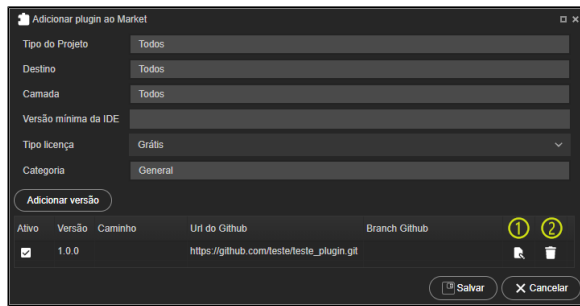 Adicionar plugin ao Market
Tipo do Projeto Todos
Destino Todos
Camada Todos
Versão mínima da IDE
Tipo licença Grátis
Categoria General
Adicionar versão
Ativo Versão Caminho Url do Github Branch Github 1 2
1.0.0 https://github.com/teste/teste_plugin.git
Salvar Cancelar